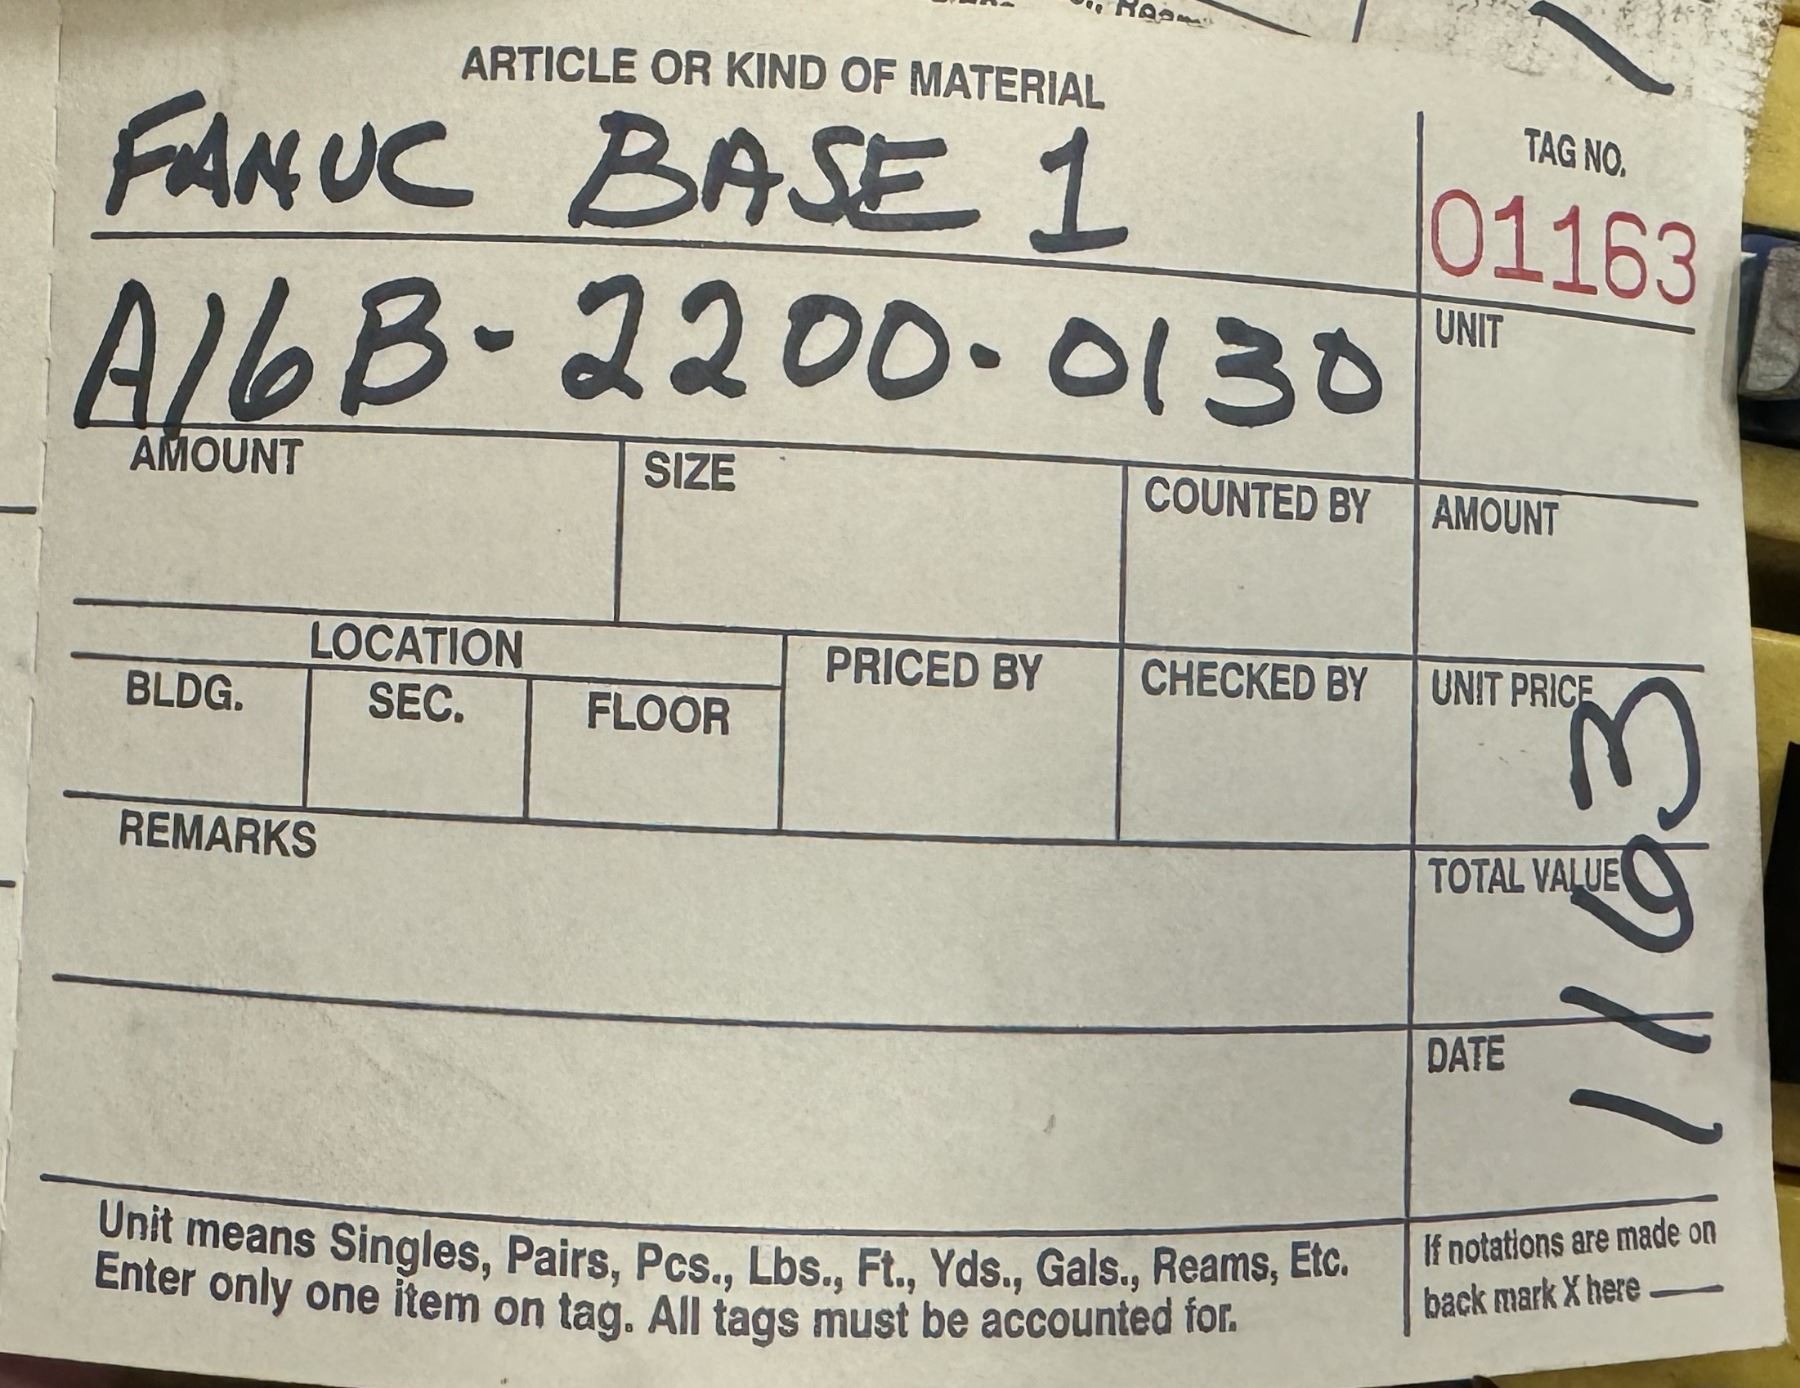 Reams
ARTICLE OR KIND OF MATERIAL
FANUC BASE 1
TAG NO.
01163
A16B-2200-0130
UNIT
AMOUNT
SIZE
COUNTED BY
AMOUNT
LOCATION
BLDG.
SEC.
FLOOR
PRICED BY
CHECKED BY
UNIT PRICE
REMARKS
TOTAL VALUE
DATE
1163
Unit means Singles, Pairs, Pcs., Lbs., Ft., Yds., Gals., Reams, Etc.
Enter only one item on tag. All tags must be accounted for.
If notations are made on
back mark X here